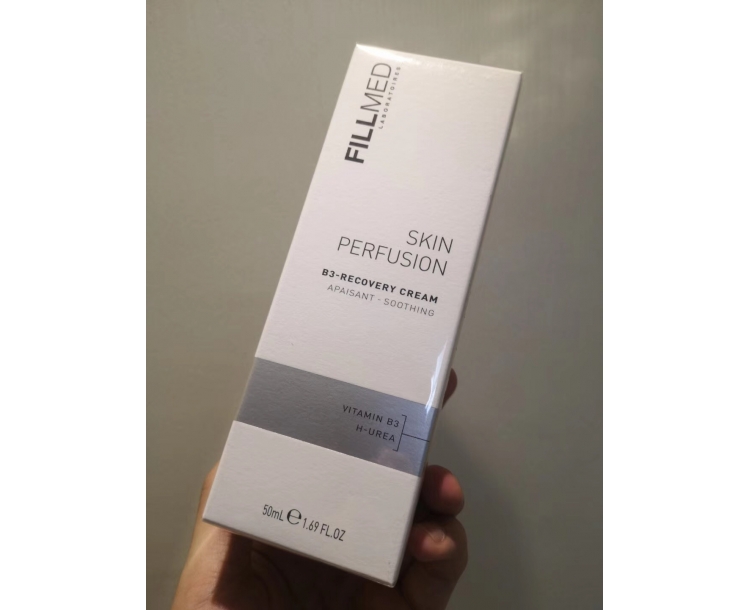 FILLMED
LABORATOIRES
SKIN
PERFUSION
B3-RECOVERY CREAM
APAISANT - SOOTHING
VITAMIN B3
H-UREA
50mL ℮ 1.69 FL.OZ